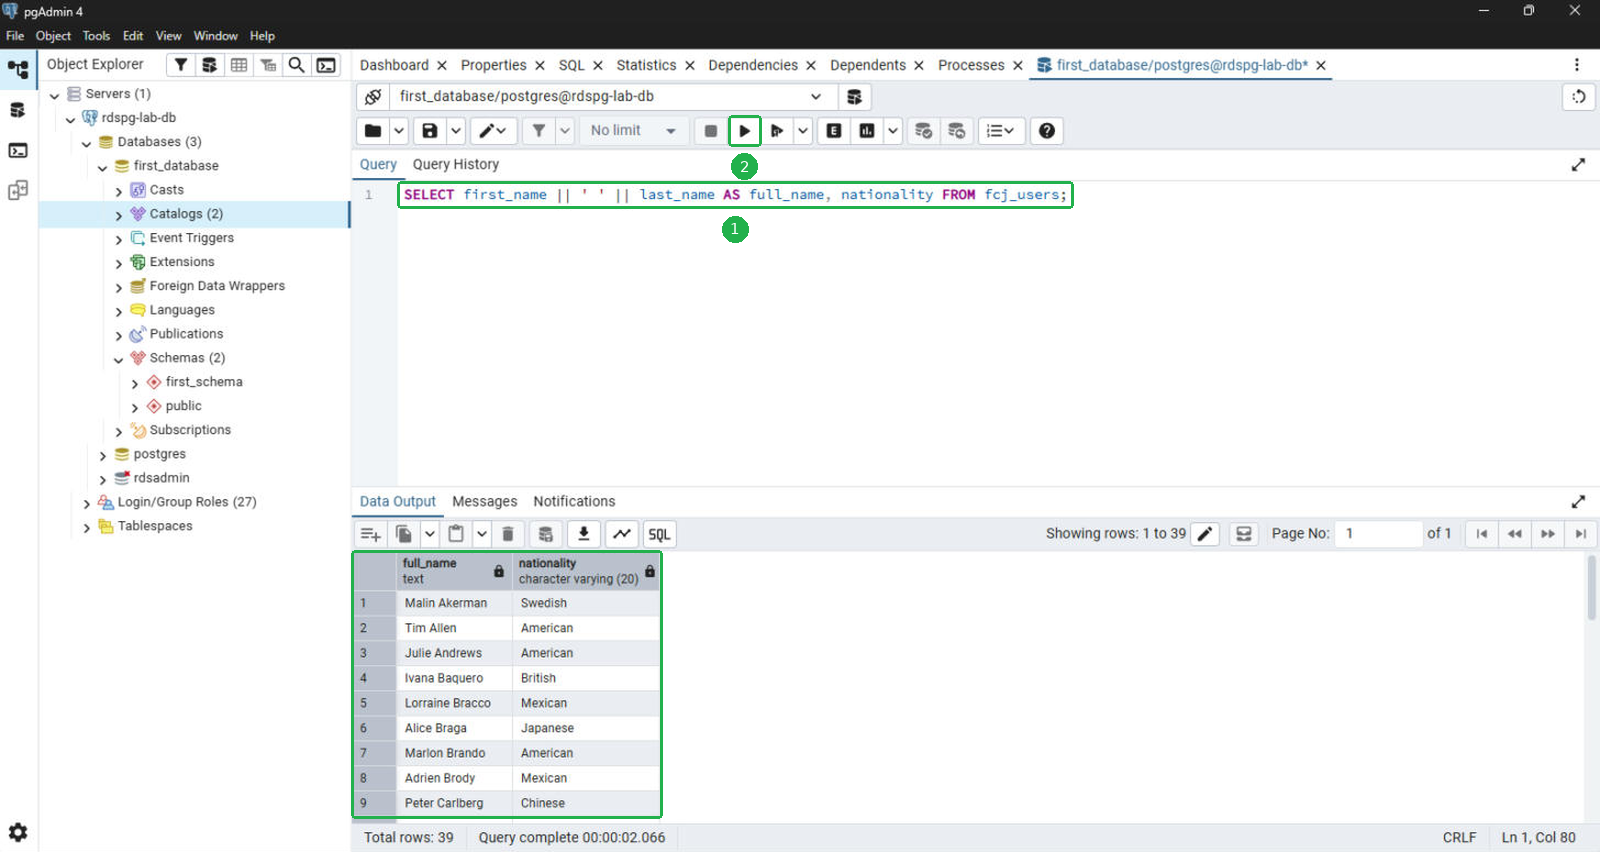 pgAdmin 4
File Object Tools Edit View Window Help
Object Explorer
Dashboard Properties SQL Statistics Dependencies Dependents Processes first_database/postgres@rdspg-lab-db*
Servers (1)
rdspg-lab-db
Databases (3)
first_database
Casts
Catalogs (2)
Event Triggers
Extensions
Foreign Data Wrappers
Languages
Publications
Schemas (2)
first_schema
public
Subscriptions
postgres
rdsadmin
Login/Group Roles (27)
Tablespaces
first_database/postgres@rdspg-lab-db
No limit
E
Query Query History
2
1 SELECT first_name || ' ' || last_name AS full_name, nationality FROM fcj_users;
1
Data Output Messages Notifications
SQL
Showing rows: 1 to 39 Page No: 1 of 1
full_name nationality
text character varying (20)
1 Malin Akerman Swedish
2 Tim Allen American
3 Julie Andrews American
4 Ivana Baquero British
5 Lorraine Bracco Mexican
6 Alice Braga Japanese
7 Marlon Brando American
8 Adrien Brody Mexican
9 Peter Carlberg Chinese
Total rows: 39 Query complete 00:00:02.066 CRLF Ln 1, Col 80